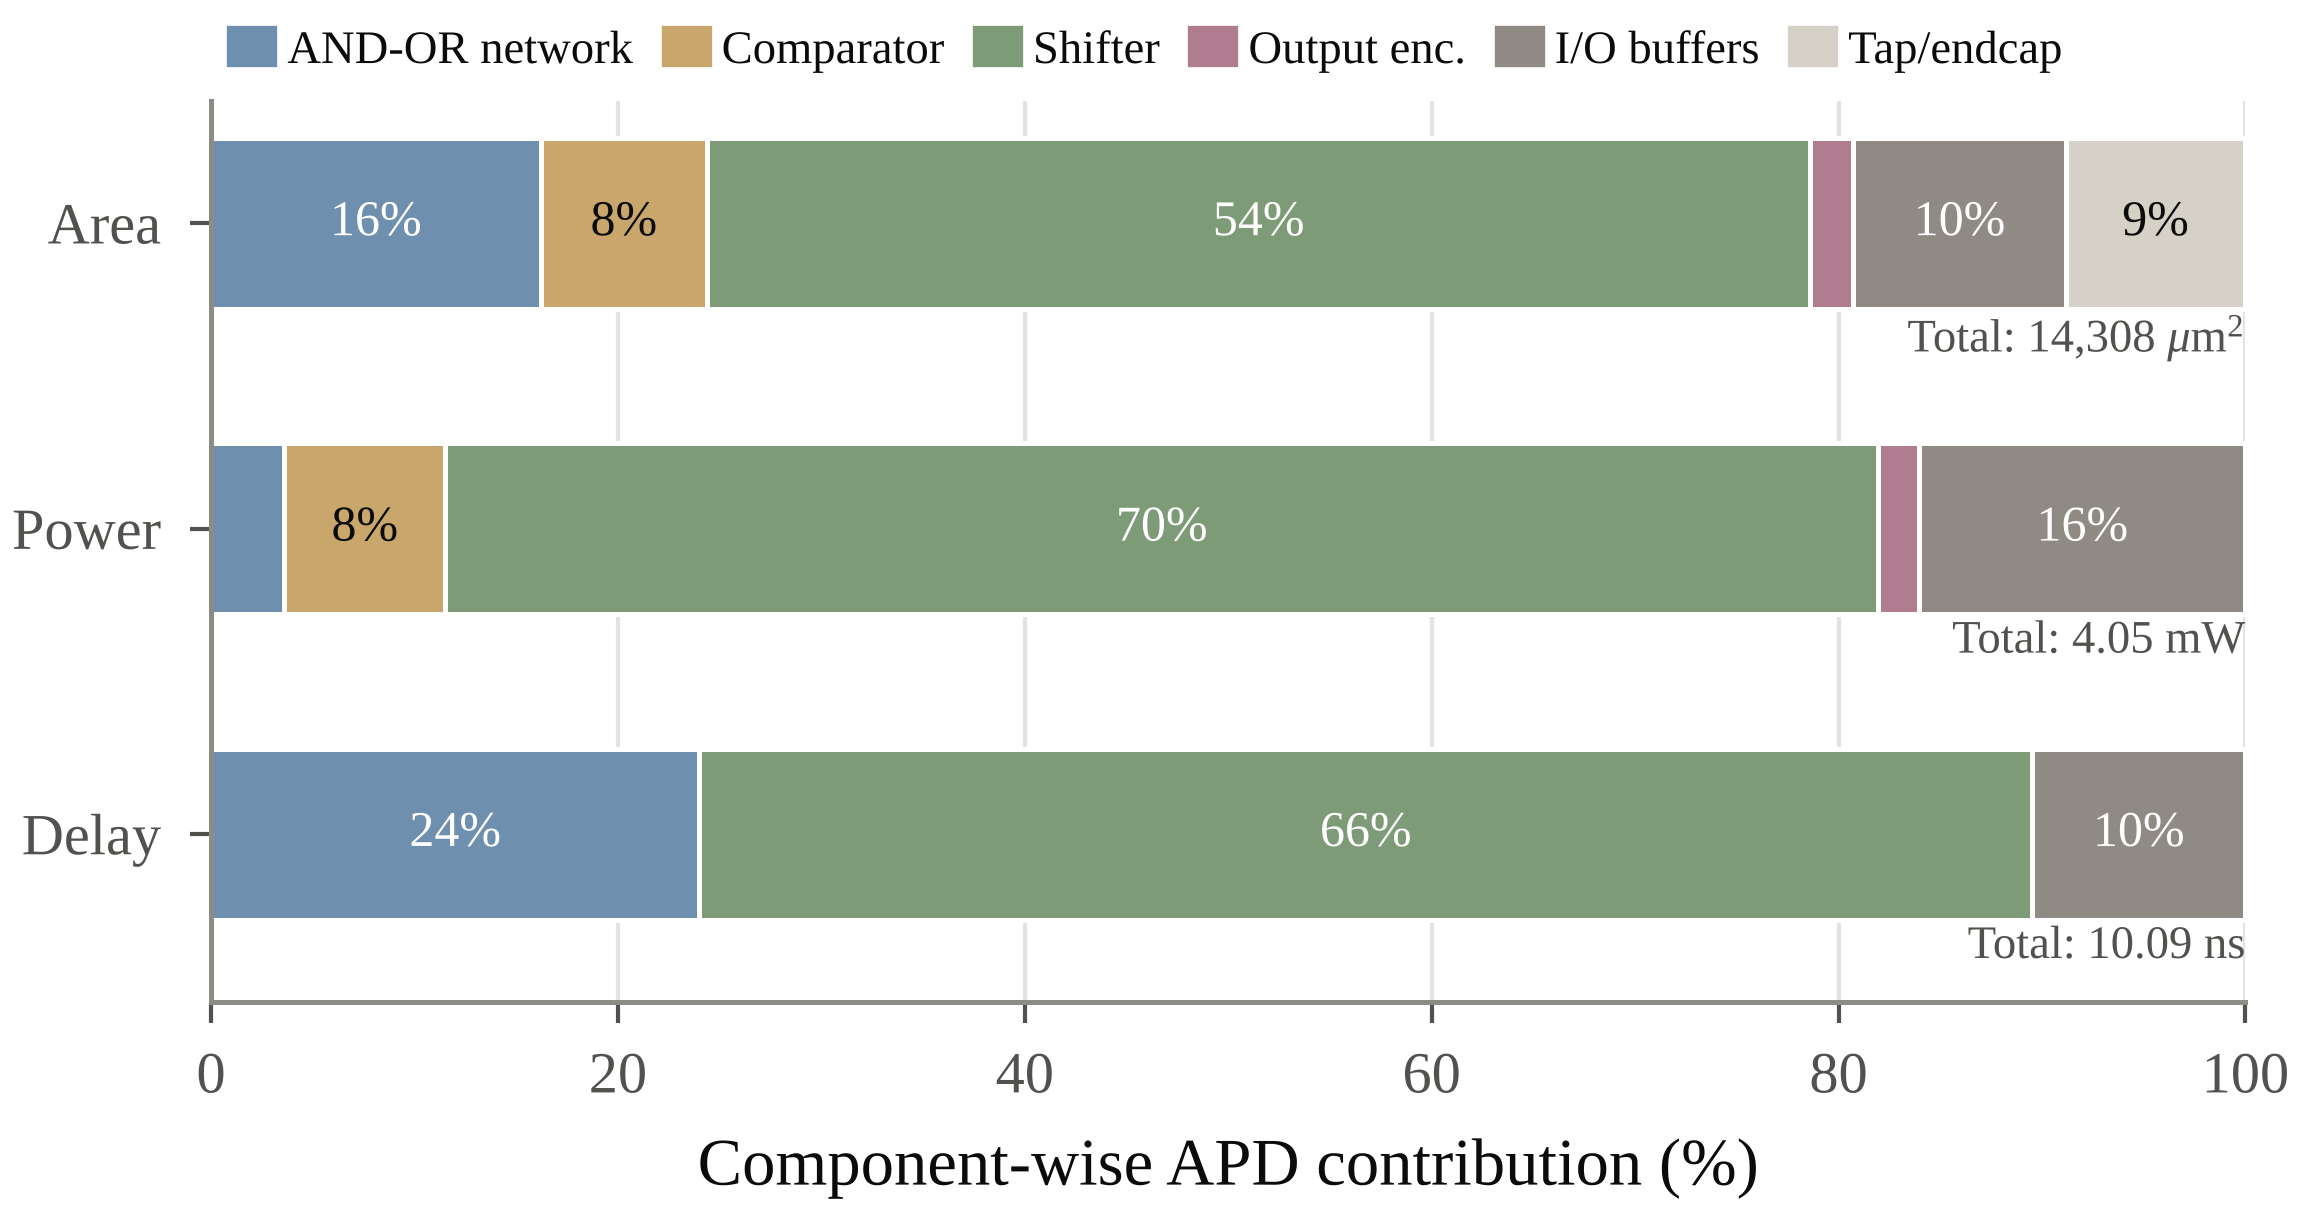 AND-OR network Comparator Shifter Output enc. I/O buffers Tap/endcap
Area 16% 8% 54% 10% 9%
Total: 14,308 μm²
Power 8% 70% 16%
Total: 4.05 mW
Delay 24% 66% 10%
Total: 10.09 ns
0 20 40 60 80 100
Component-wise APD contribution (%)